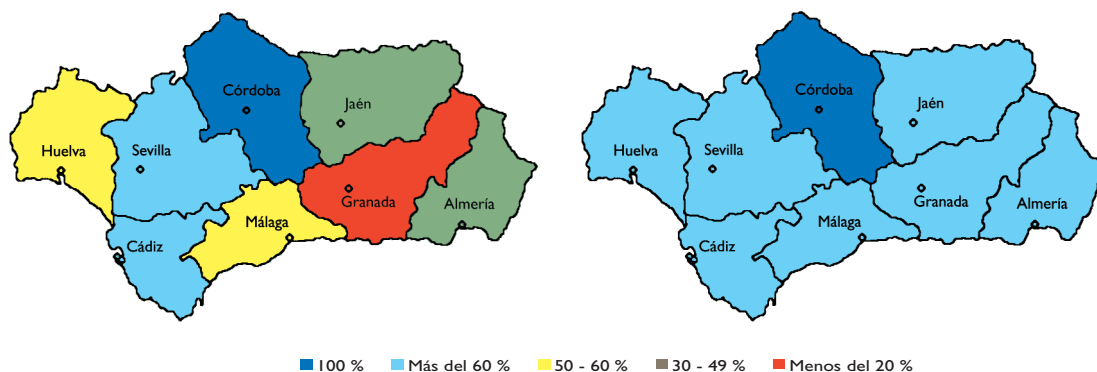 Córdoba
Jaén
Huelva
Sevilla
Granada
Almería
Málaga
Cádiz
Córdoba
Jaén
Huelva
Sevilla
Granada
Almería
Málaga
Cádiz
100 % Más del 60 % 50 - 60 % 30 - 49 % Menos del 20 %